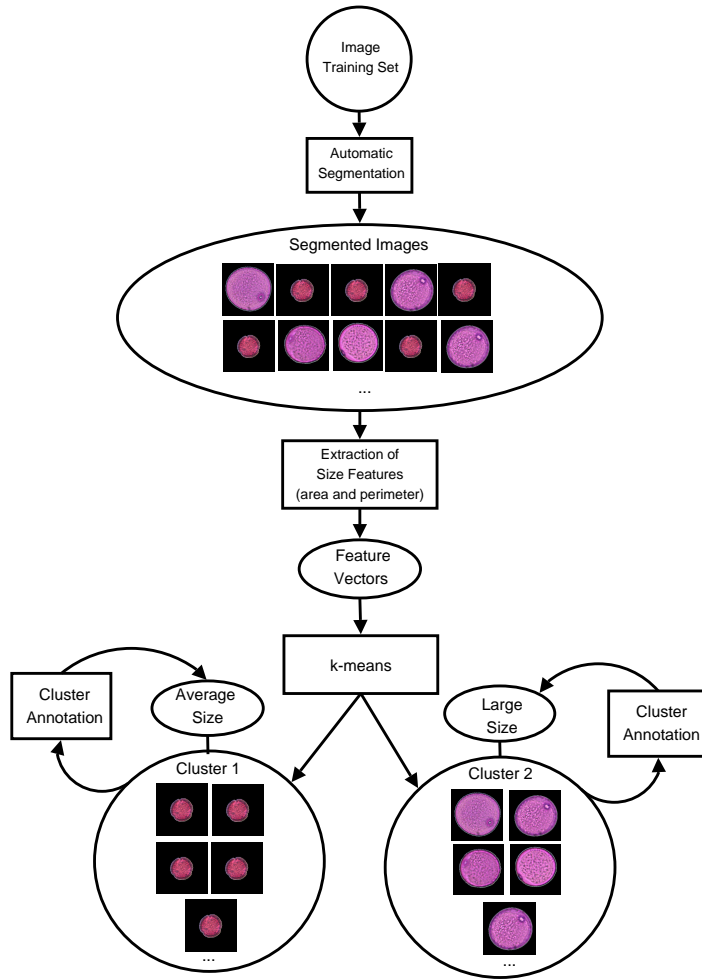 Image
Training Set
Automatic
Segmentation
Segmented Images
...
Extraction of
Size Features
(area and perimeter)
Feature
Vectors
k-means
Cluster
Annotation
Average
Size
Large
Size
Cluster
Annotation
Cluster 1
...
Cluster 2
...